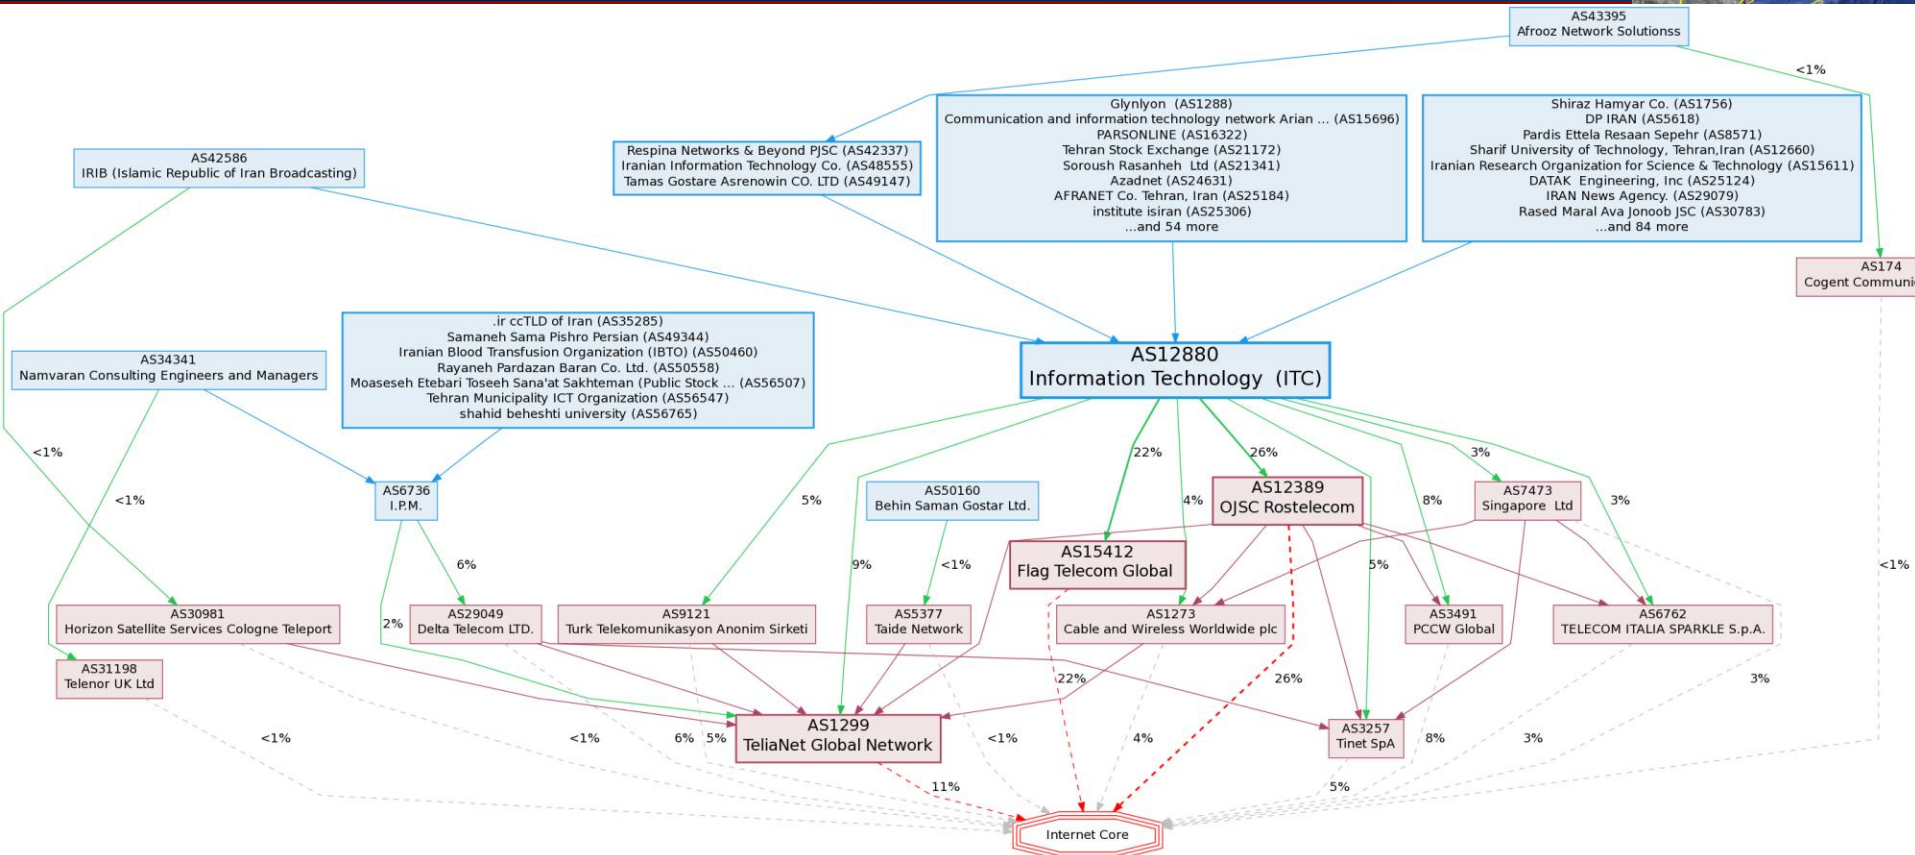 AS43395
Afrooz Network Solutionss
<1%
Glynlyon (AS1288)
Communication and information technology network Arian ... (AS15696)
PARSONLINE (AS16322)
Tehran Stock Exchange (AS21172)
Soroush Rasanheh Ltd (AS21341)
Azadnet (AS24631)
AFRANET Co. Tehran, Iran (AS25184)
institute isiran (AS25306)
...and 54 more
Shiraz Hamyar Co. (AS1756)
DP IRAN (AS5618)
Pardis Ettela Resaan Sepehr (AS8571)
Sharif University of Technology, Tehran,Iran (AS12660)
Iranian Research Organization for Science & Technology (AS15611)
DATAK Engineering, Inc (AS25124)
IRAN News Agency. (AS29079)
Rased Maral Ava Jonoob JSC (AS30783)
...and 84 more
Respina Networks & Beyond PJSC (AS42337)
Iranian Information Technology Co. (AS48555)
Tamas Gostare Asrenowin CO. LTD (AS49147)
AS42586
IRIB (Islamic Republic of Iran Broadcasting)
AS174
Cogent Communi
.ir ccTLD of Iran (AS35285)
Samaneh Sama Pishro Persian (AS49344)
Iranian Blood Transfusion Organization (IBTO) (AS50460)
Rayaneh Pardazan Baran Co. Ltd. (AS50558)
Moaseseh Etebari Toseeh Sana'at Sakhteman (Public Stock ... (AS56507)
Tehran Municipality ICT Organization (AS56547)
shahid beheshti university (AS56765)
AS34341
Namvaran Consulting Engineers and Managers
AS12880
Information Technology (ITC)
<1%
22%
26%
3%
<1%
AS6736
I.P.M.
5%
AS50160
Behin Saman Gostar Ltd.
4%
AS12389
OJSC Rostelecom
8%
AS7473
Singapore Ltd
3%
6%
9%
<1%
AS15412
Flag Telecom Global
5%
<1%
AS30981
Horizon Satellite Services Cologne Teleport
2%
AS29049
Delta Telecom LTD.
AS9121
Turk Telekomunikasyon Anonim Sirketi
AS5377
Taide Network
AS1273
Cable and Wireless Worldwide plc
AS3491
PCCW Global
AS6762
TELECOM ITALIA SPARKLE S.p.A.
AS31198
Telenor UK Ltd
22%
26%
3%
<1%
<1%
6%
5%
AS1299
TeliaNet Global Network
<1%
4%
AS3257
Tinet SpA
8%
3%
11%
5%
Internet Core